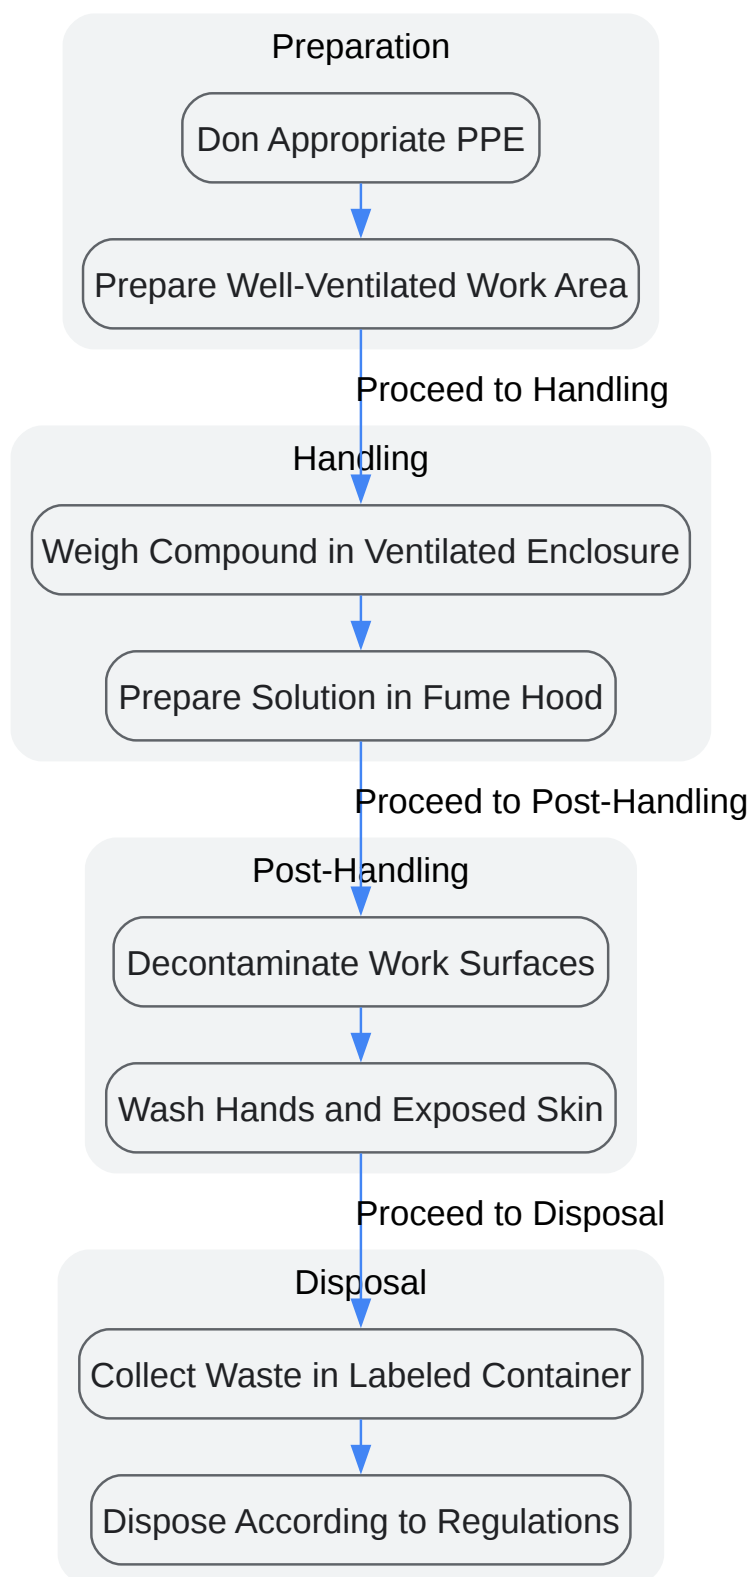 Preparation
Don Appropriate PPE
Prepare Well-Ventilated Work Area
Proceed to Handling
Handling
Weigh Compound in Ventilated Enclosure
Prepare Solution in Fume Hood
Proceed to Post-Handling
Post-Handling
Decontaminate Work Surfaces
Wash Hands and Exposed Skin
Proceed to Disposal
Disposal
Collect Waste in Labeled Container
Dispose According to Regulations